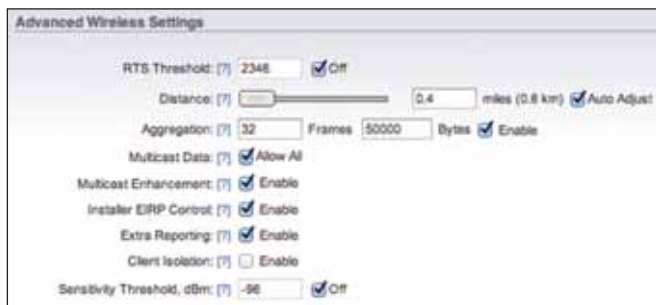 Advanced Wireless Settings
RTS Threshold: [?] 2346 Off
Distance: [?] 0.4 miles (0.6 km) Auto Adjust
Aggregation: [?] 32 Frames 50000 Bytes Enable
Multicast Data: [?] Allow All
Multicast Enhancement: [?] Enable
Installer EIRP Control: [?] Enable
Extra Reporting: [?] Enable
Client Isolation: [?] Enable
Sensitivity Threshold, dBm: [?] -96 Off